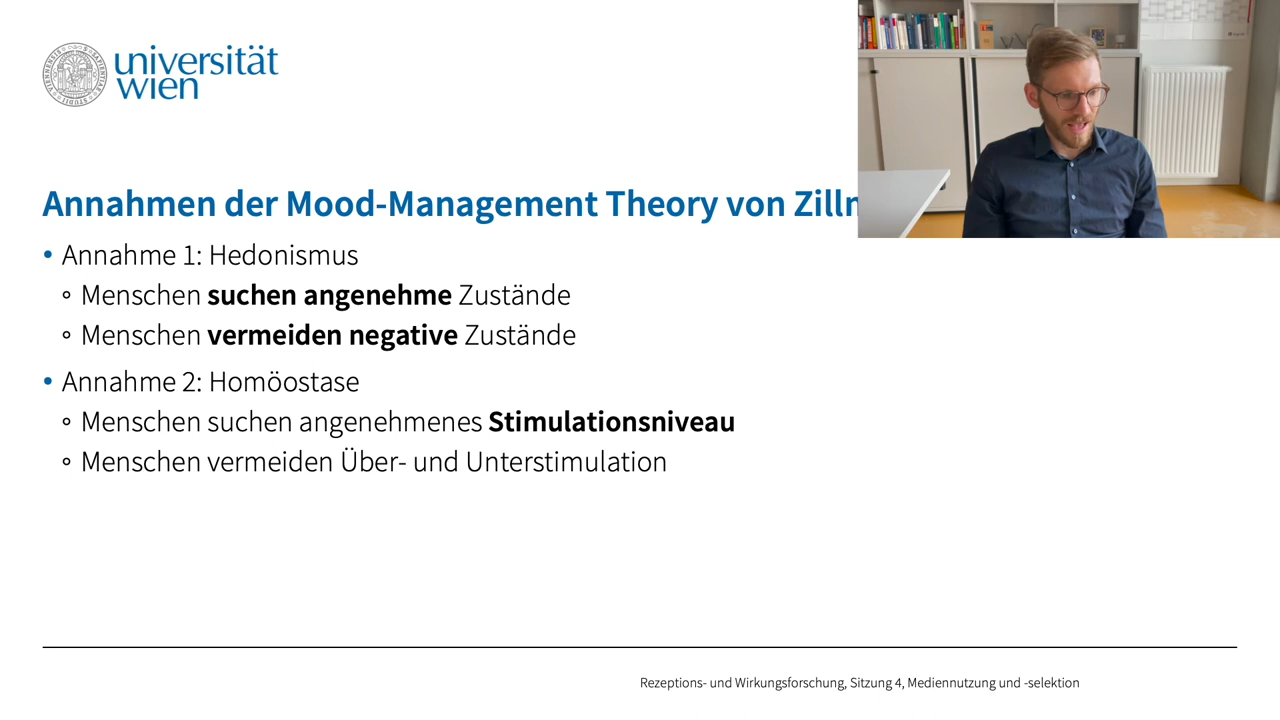 universität
wien
Annahmen der Mood-Management Theory von
• Annahme 1: Hedonismus
∘ Menschen suchen angenehme Zustände
∘ Menschen vermeiden negative Zustände
• Annahme 2: Homöostase
∘ Menschen suchen angenehmenes Stimulationsniveau
∘ Menschen vermeiden Über- und Unterstimulation
Rezeptions- und Wirkungsforschung, Sitzung 4, Mediennutzung und -selektion